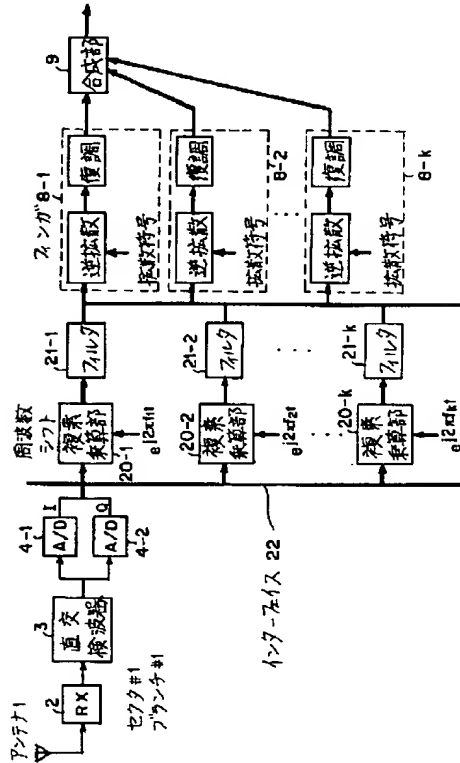 アンテナ1
2
RX
3
直交
検波器
セクタ#1
ブランチ#1
4-1
A/D
I
A/D
Q
4-2
インターフェイス 22
周波数
シフト
複素
乗算部
20-1
e^{j2πf1t}
20-2
複素
乗算部
e^{j2πf2t}
20-k
複素
乗算部
e^{j2πfkt}
21-1
フィルタ
21-2
フィルタ
21-k
フィルタ
フィンガ8-1
逆拡散
復調
拡散符号
逆拡散
復調
拡散符号
8-2
逆拡散
復調
拡散符号
8-k
9
合成部